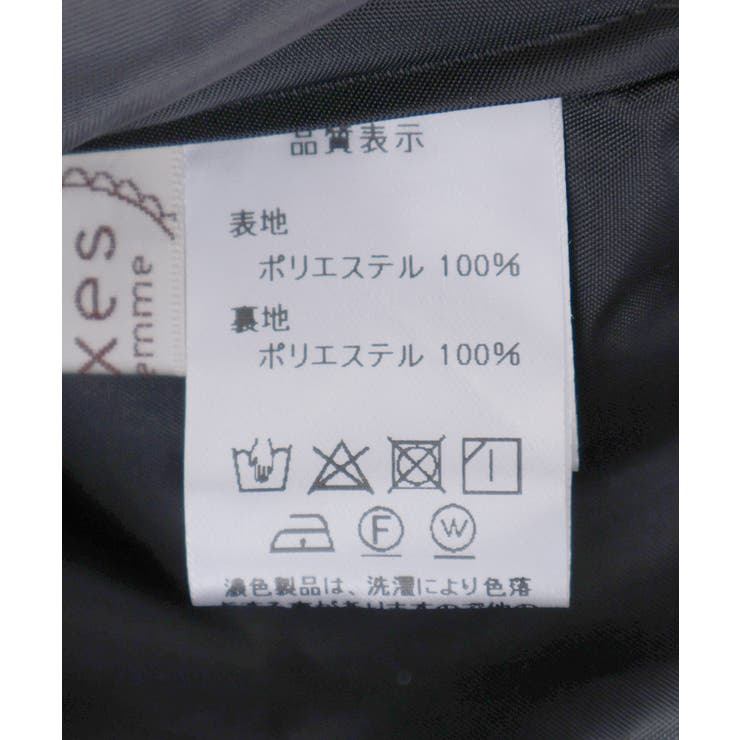 品質表示
表地
ポリエステル 100%
裏地
ポリエステル 100%
F
W
濃色製品は、洗濯により色落
xes
emme